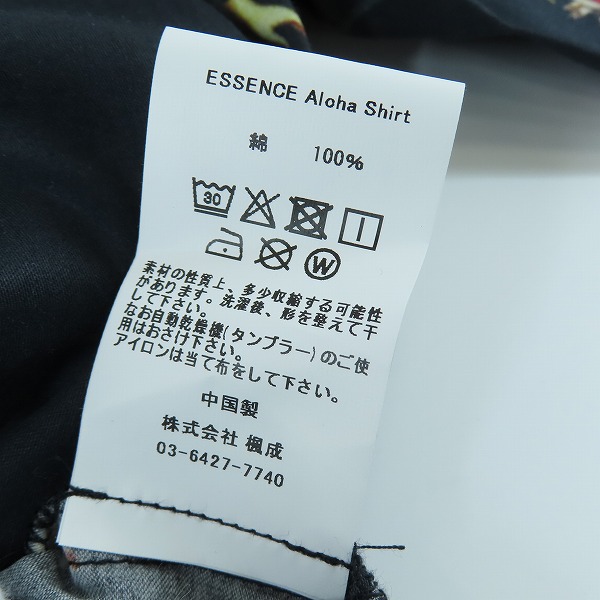 ESSENCE Aloha Shirt
綿 100%
30
W
素材の性質上、多少収縮する可能性
があります。洗濯後、形を整えて干
して下さい。
なお自動乾燥機(タンブラー)のご使
用はおさけ下さい。
アイロンは当て布をして下さい。
中国製
株式会社 楓成
03-6427-7740